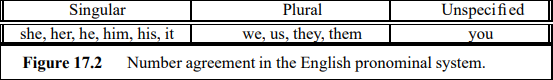 Singular Plural Unspecified
she, her, he, him, his, it we, us, they, them you
Figure 17.2 Number agreement in the English pronominal system.